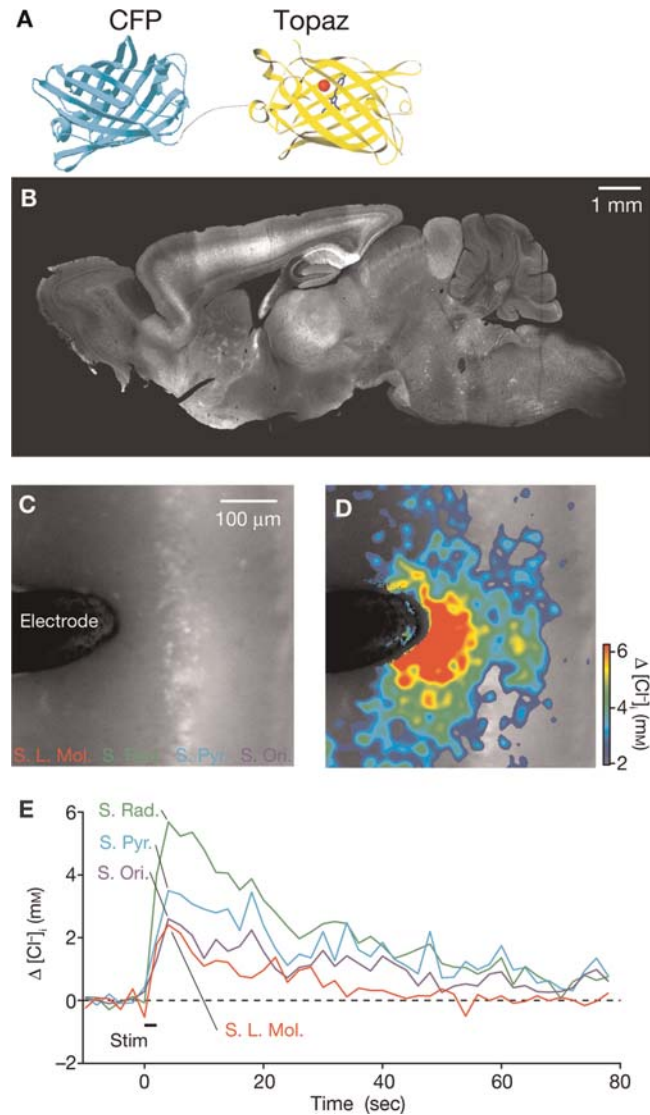 A
CFP
Topaz
B
1 mm
C
100 µm
Electrode
S. L. Mol. S. Rad. S. Pyr. S. Ori.
D
6
4
2
Δ [Cl⁻]ᵢ (mM)
E
S. Rad.
S. Pyr.
S. Ori.
S. L. Mol.
Stim
Δ [Cl⁻]ᵢ (mM)
6
4
2
0
–2
0 20 40 60 80
Time (sec)